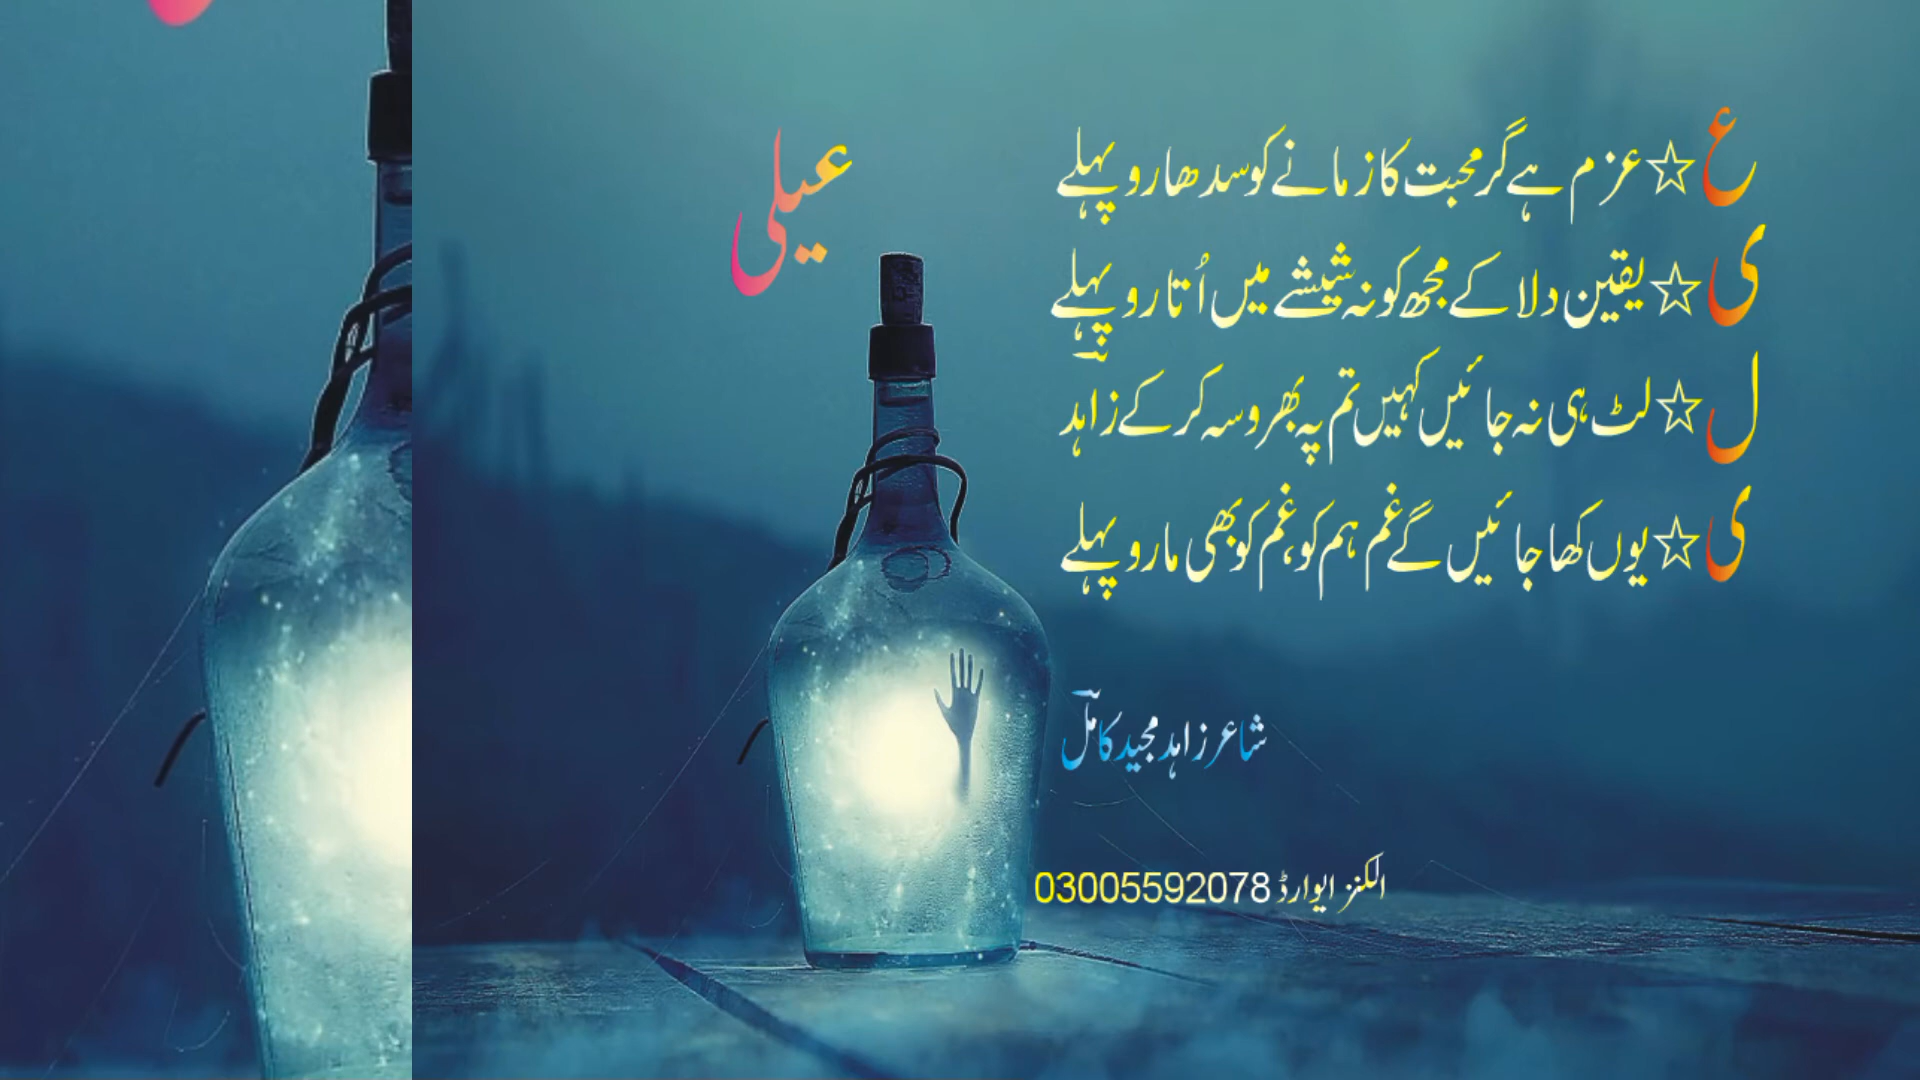 عیلی
ع ☆ عزم ہے گر محبت کا زمانے کو سدھارو پہلے
ی ☆ یقین دلا کے مجھ کو نہ شیشے میں اُتارو پہلے
ل ☆ لٹ ہی نہ جائیں کہیں تم پہ بھروسہ کر کے زاہدؔ
ی ☆ یوں کھا جائیں گے غم ہم کو، غم کو بھی مارو پہلے
شاعر زاہد مجید کاملؔ
الکنز ایوارڈ 03005592078